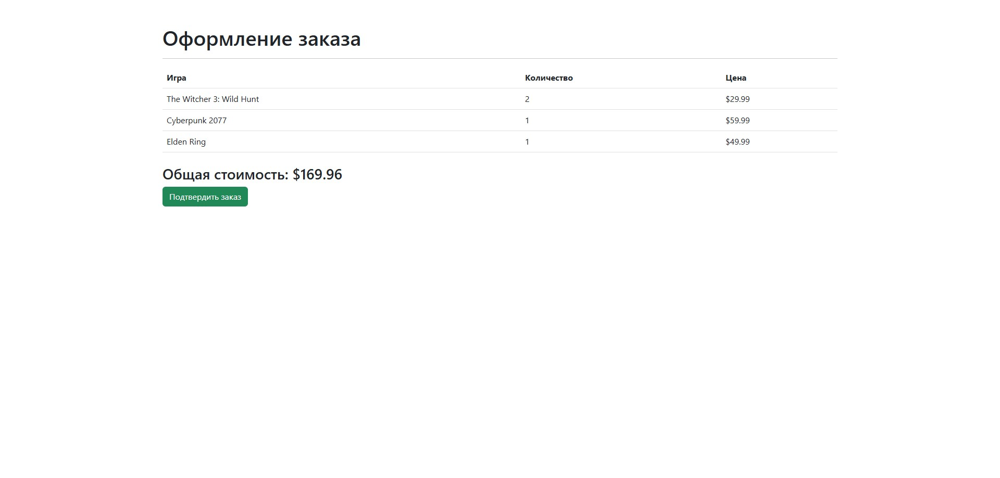 Оформление заказа
Игра Количество Цена
The Witcher 3: Wild Hunt 2 $29.99
Cyberpunk 2077 1 $59.99
Elden Ring 1 $49.99
Общая стоимость: $169.96
Подтвердить заказ